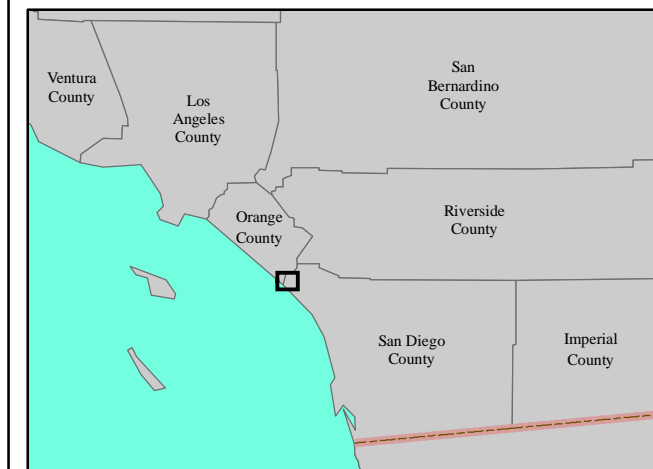 Ventura
County
Los
Angeles
County
San
Bernardino
County
Orange
County
Riverside
County
San Diego
County
Imperial
County